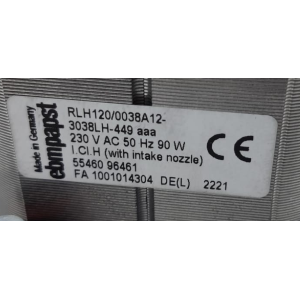 Made in Germany
ebmpapst
RLH120/0038A12-
3038LH-449 aaa
230 V AC 50 Hz 90 W
I.Cl.H (with intake nozzle)
55460 96461
FA 1001014304 DE(L) 2221
CE